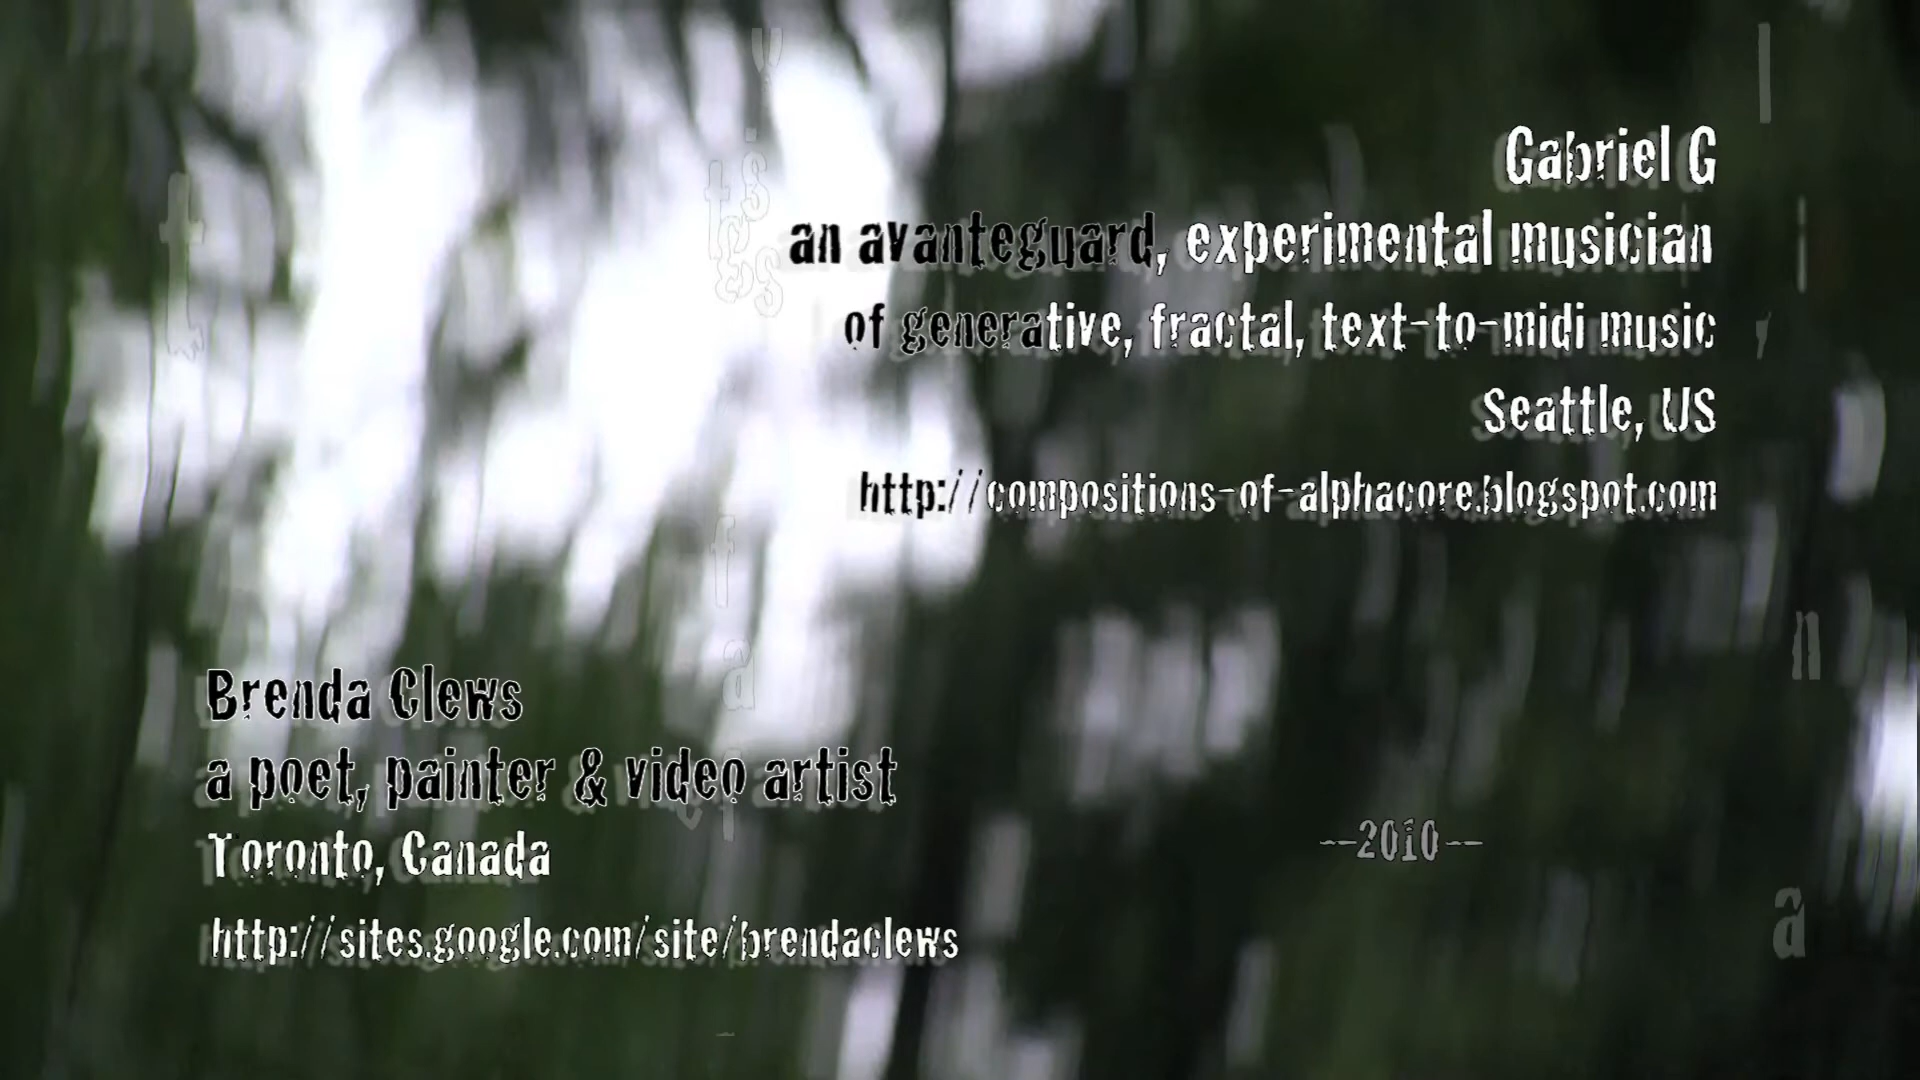 Gabriel G
an avanteguard, experimental musician
of generative, fractal, text-to-midi music
Seattle, US
http://compositions-of-alphacore.blogspot.com
Brenda Clews
a poet, painter & video artist
Toronto, Canada
http://sites.google.com/site/brendaclews
--2010--